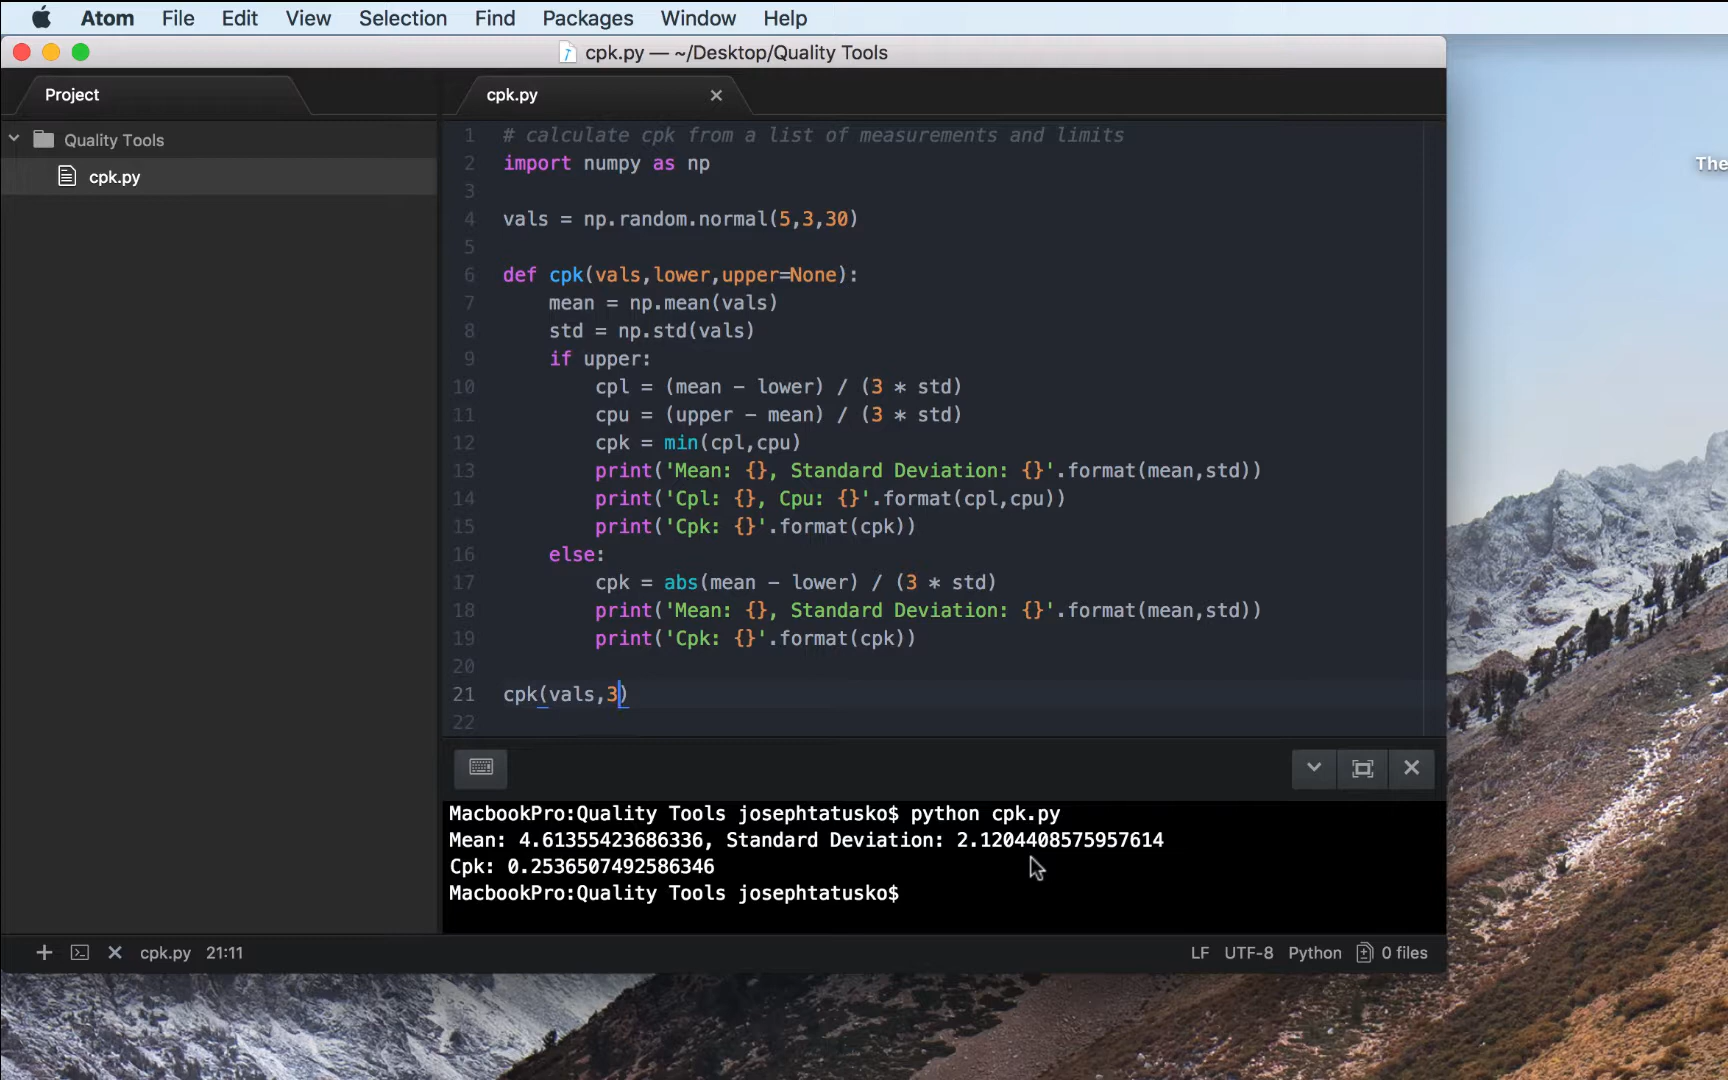 Atom File Edit View Selection Find Packages Window Help
cpk.py — ~/Desktop/Quality Tools
Project
cpk.py
Quality Tools
cpk.py
1 # calculate cpk from a list of measurements and limits
2 import numpy as np
3
4 vals = np.random.normal(5,3,30)
5
6 def cpk(vals,lower,upper=None):
7 mean = np.mean(vals)
8 std = np.std(vals)
9 if upper:
10 cpl = (mean - lower) / (3 * std)
11 cpu = (upper - mean) / (3 * std)
12 cpk = min(cpl,cpu)
13 print('Mean: {}, Standard Deviation: {}'.format(mean,std))
14 print('Cpl: {}, Cpu: {}'.format(cpl,cpu))
15 print('Cpk: {}'.format(cpk))
16 else:
17 cpk = abs(mean - lower) / (3 * std)
18 print('Mean: {}, Standard Deviation: {}'.format(mean,std))
19 print('Cpk: {}'.format(cpk))
20
21 cpk(vals,3)
22
MacbookPro:Quality Tools josephtatusko$ python cpk.py
Mean: 4.61355423686336, Standard Deviation: 2.1204408575957614
Cpk: 0.2536507492586346
MacbookPro:Quality Tools josephtatusko$
cpk.py 21:11
LF UTF-8 Python 0 files
The